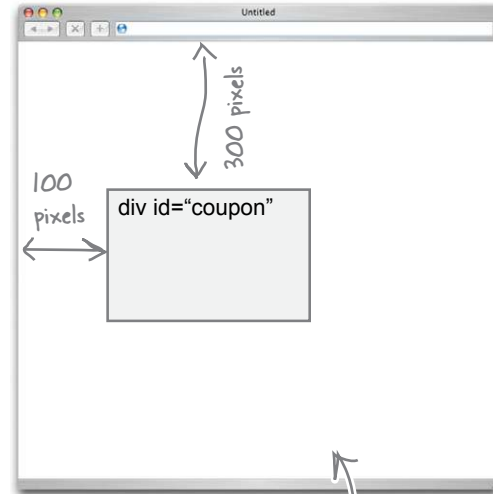 Untitled
300 pixels
100
pixels
div id=“coupon”